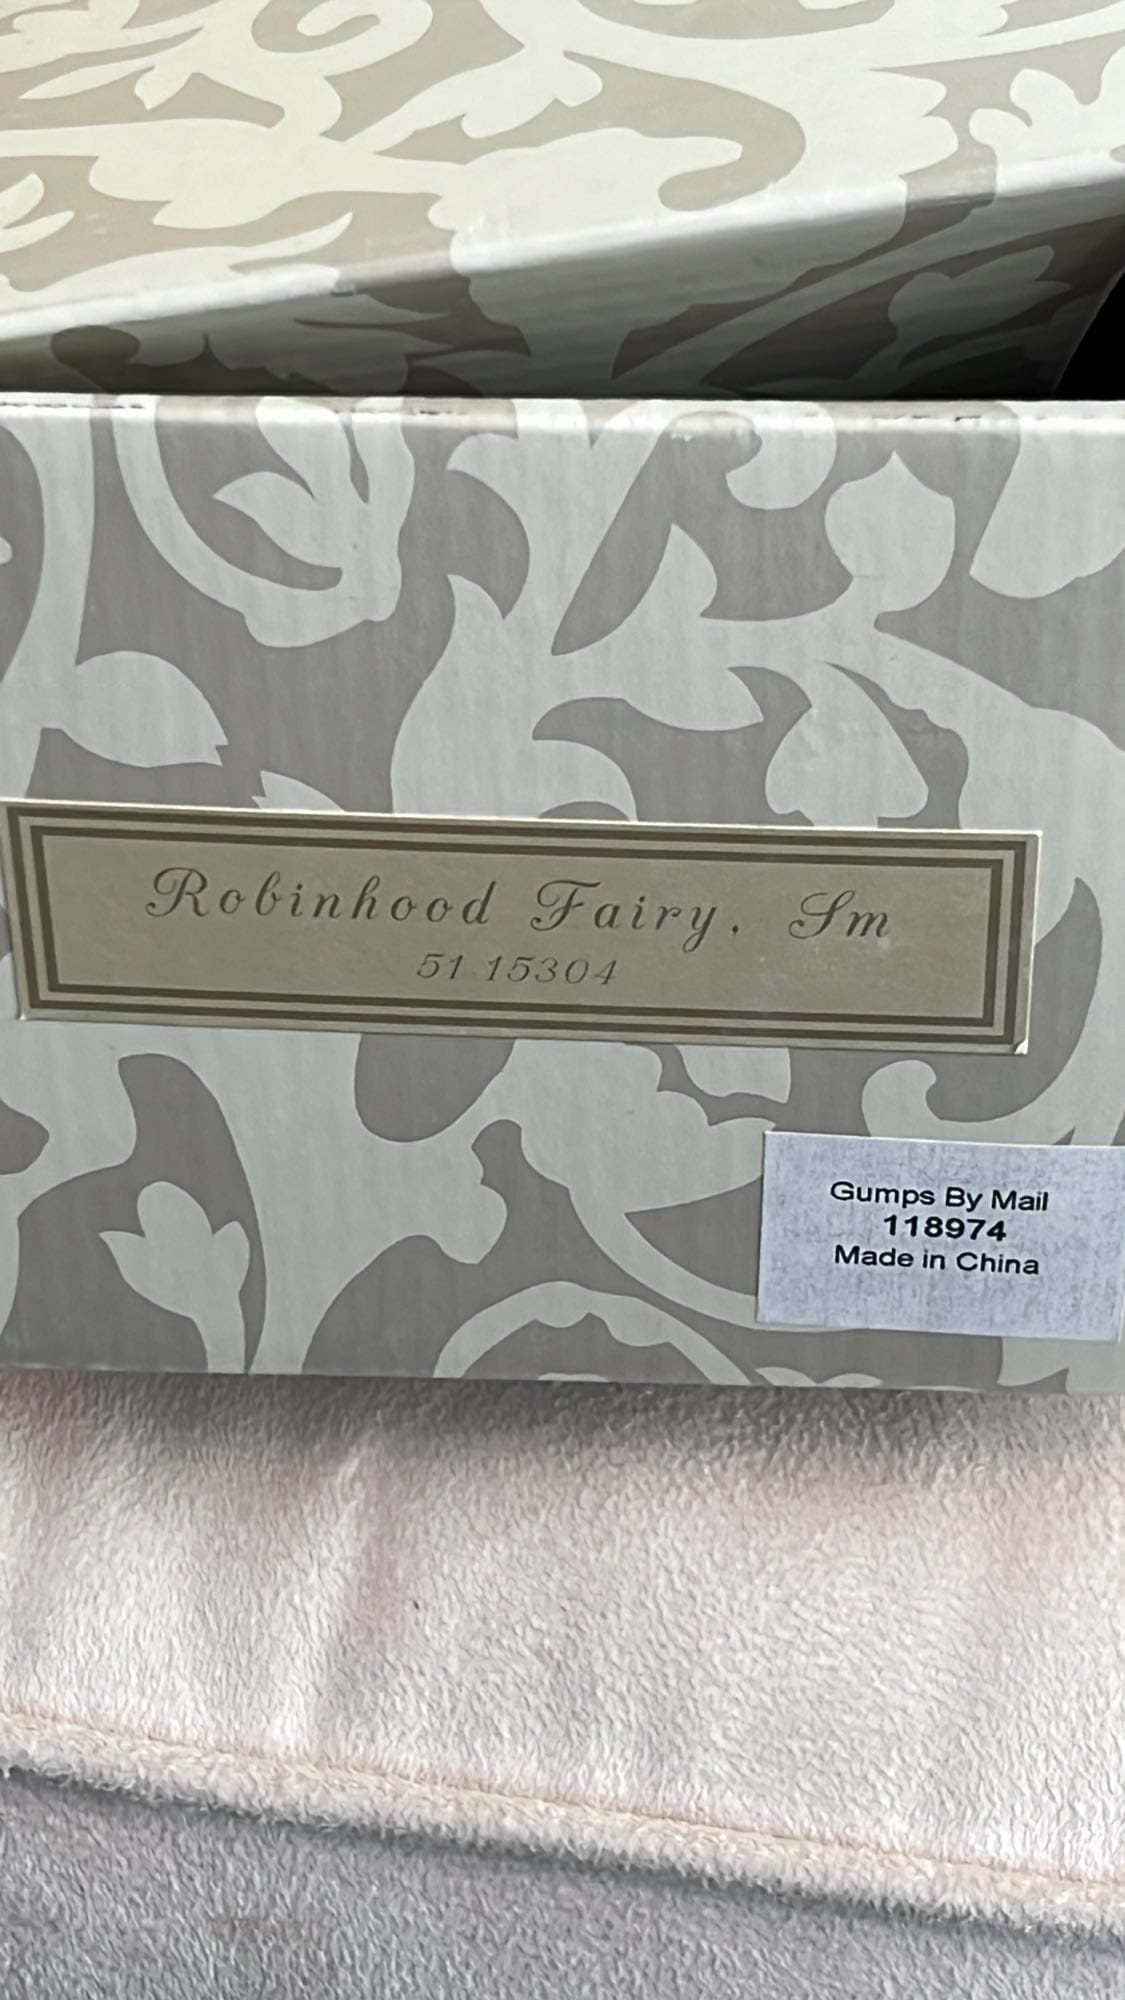 Robinhood Fairy, Sm
51 15304
Gumps By Mail
118974
Made in China